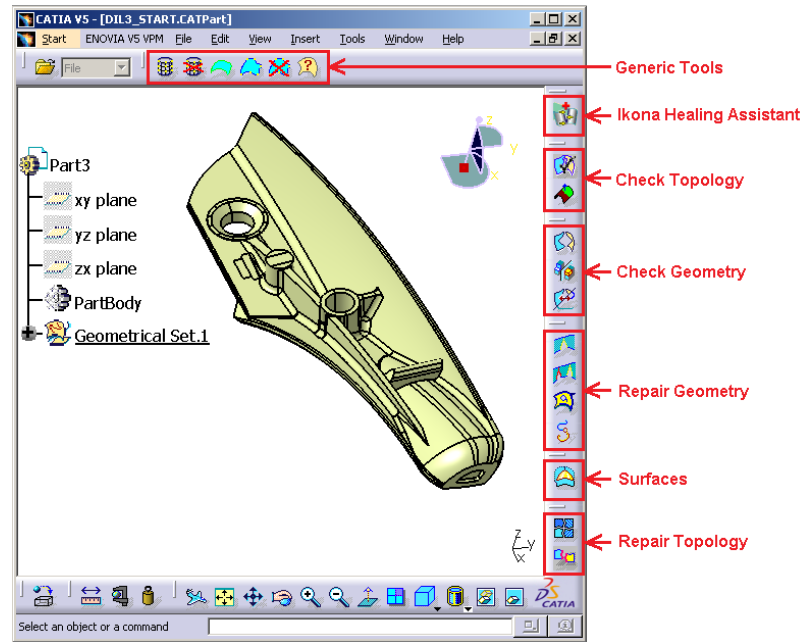 CATIA V5 - [DIL3_START.CATPart]
Start ENOVIA V5 VPM File Edit View Insert Tools Window Help
File
Generic Tools
Ikona Healing Assistant
Check Topology
Check Geometry
Repair Geometry
Surfaces
Repair Topology
Part3
xy plane
yz plane
zx plane
PartBody
Geometrical Set.1
z
y
x
z
y
x
CATIA
Select an object or a command